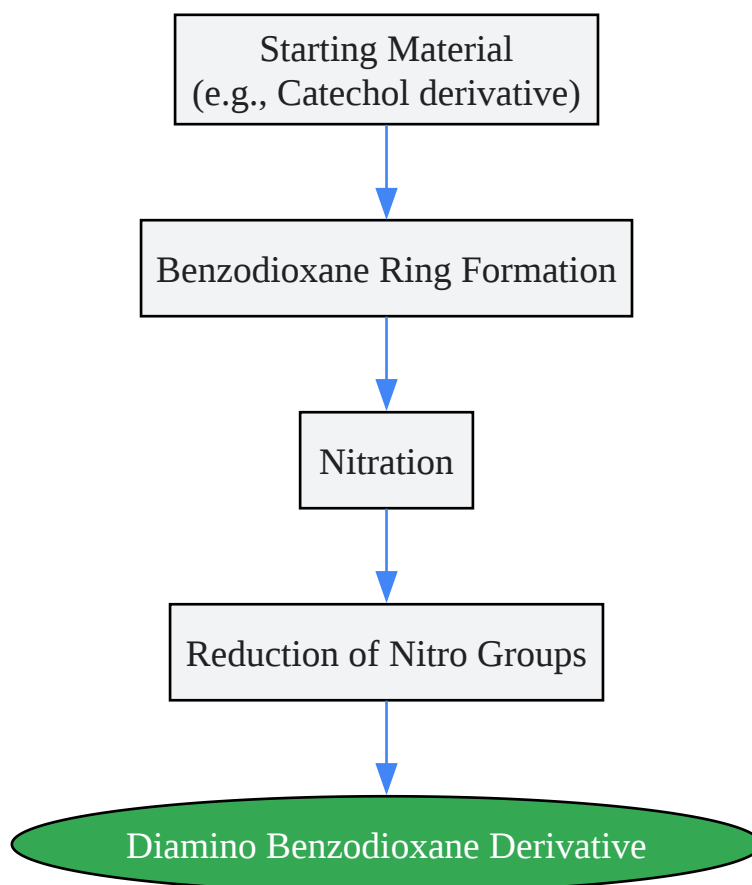 Starting Material
(e.g., Catechol derivative)
Benzodioxane Ring Formation
Nitration
Reduction of Nitro Groups
Diamino Benzodioxane Derivative